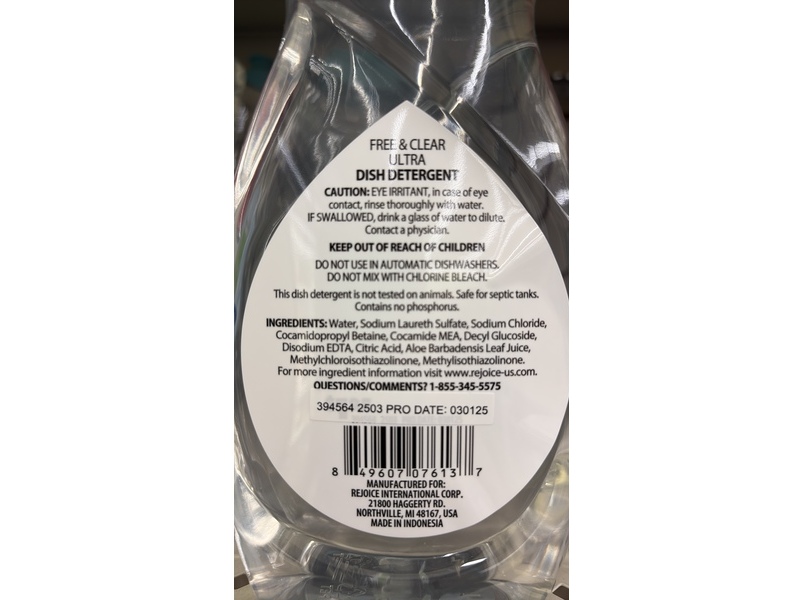 FREE & CLEAR
ULTRA
DISH DETERGENT
CAUTION: EYE IRRITANT, in case of eye
contact, rinse thoroughly with water.
IF SWALLOWED, drink a glass of water to dilute.
Contact a physician.
KEEP OUT OF REACH OF CHILDREN
DO NOT USE IN AUTOMATIC DISHWASHERS.
DO NOT MIX WITH CHLORINE BLEACH.
This dish detergent is not tested on animals. Safe for septic tanks.
Contains no phosphorus.
INGREDIENTS: Water, Sodium Laureth Sulfate, Sodium Chloride,
Cocamidopropyl Betaine, Cocamide MEA, Decyl Glucoside,
Disodium EDTA, Citric Acid, Aloe Barbadensis Leaf Juice,
Methylchloroisothiazolinone, Methylisothiazolinone.
For more ingredient information visit www.rejoice-us.com.
QUESTIONS/COMMENTS? 1-855-345-5575
394564 2503 PRO DATE: 030125
8 49607 07613 7
MANUFACTURED FOR:
REJOICE INTERNATIONAL CORP.
21800 HAGGERTY RD.
NORTHVILLE, MI 48167, USA
MADE IN INDONESIA